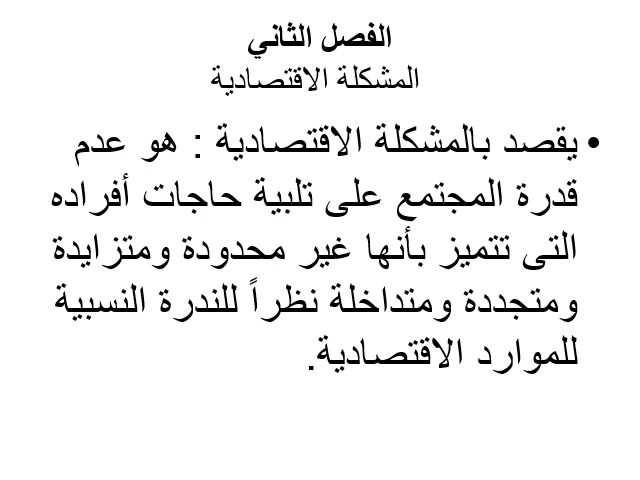 الفصل الثاني
المشكلة الاقتصادية
• يقصد بالمشكلة الاقتصادية : هو عدم
قدرة المجتمع على تلبية حاجات أفراده
التى تتميز بأنها غير محدودة ومتزايدة
ومتجددة ومتداخلة نظراً للندرة النسبية
للموارد الاقتصادية.